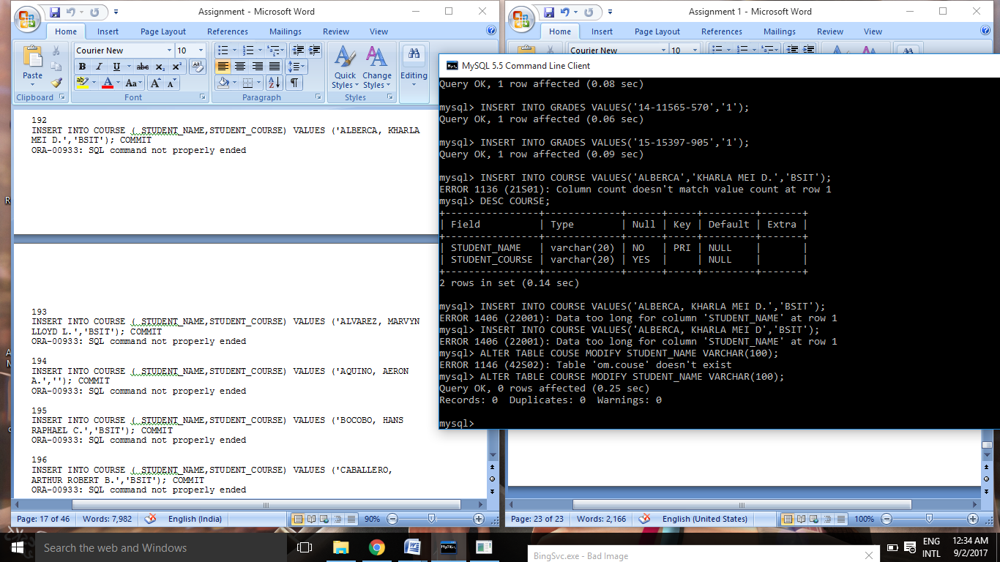 Assignment - Microsoft Word
Home Insert Page Layout References Mailings Review View
Courier New 10
Paste
Quick Styles
Change Styles
Editing
Clipboard Font Paragraph Styles
192
INSERT INTO COURSE ( STUDENT_NAME,STUDENT_COURSE) VALUES ('ALBERCA, KHARLA
MEI D.','BSIT'); COMMIT
ORA-00933: SQL command not properly ended
193
INSERT INTO COURSE ( STUDENT_NAME,STUDENT_COURSE) VALUES ('ALVAREZ, MARVYN
LLOYD L.','BSIT'); COMMIT
ORA-00933: SQL command not properly ended
194
INSERT INTO COURSE ( STUDENT_NAME,STUDENT_COURSE) VALUES ('AQUINO, AERON
A.',''); COMMIT
ORA-00933: SQL command not properly ended
195
INSERT INTO COURSE ( STUDENT_NAME,STUDENT_COURSE) VALUES ('BOCOBO, HANS
RAPHAEL C.','BSIT'); COMMIT
ORA-00933: SQL command not properly ended
196
INSERT INTO COURSE ( STUDENT_NAME,STUDENT_COURSE) VALUES ('CABALLERO,
ARTHUR ROBERT B.','BSIT'); COMMIT
ORA-00933: SQL command not properly ended
Page: 17 of 46 Words: 7,982 English (India) 90%
Assignment 1 - Microsoft Word
Home Insert Page Layout References Mailings Review View
Courier New 10
MySQL 5.5 Command Line Client
Query OK, 1 row affected (0.08 sec)
mysql> INSERT INTO GRADES VALUES('14-11565-570','1');
Query OK, 1 row affected (0.06 sec)
mysql> INSERT INTO GRADES VALUES('15-15397-905','1');
Query OK, 1 row affected (0.09 sec)
mysql> INSERT INTO COURSE VALUES('ALBERCA','KHARLA MEI D.','BSIT');
ERROR 1136 (21S01): Column count doesn't match value count at row 1
mysql> DESC COURSE;
+----------------+-------------+------+-----+---------+-------+
| Field          | Type        | Null | Key | Default | Extra |
+----------------+-------------+------+-----+---------+-------+
| STUDENT_NAME   | varchar(20) | NO   | PRI | NULL    |       |
| STUDENT_COURSE | varchar(20) | YES  |     | NULL    |       |
+----------------+-------------+------+-----+---------+-------+
2 rows in set (0.14 sec)
mysql> INSERT INTO COURSE VALUES('ALBERCA, KHARLA MEI D.','BSIT');
ERROR 1406 (22001): Data too long for column 'STUDENT_NAME' at row 1
mysql> INSERT INTO COURSE VALUES('ALBERCA, KHARLA MEI D','BSIT');
ERROR 1406 (22001): Data too long for column 'STUDENT_NAME' at row 1
mysql> ALTER TABLE COUSE MODIFY STUDENT_NAME VARCHAR(100);
ERROR 1146 (42S02): Table 'om.couse' doesn't exist
mysql> ALTER TABLE COURSE MODIFY STUDENT_NAME VARCHAR(100);
Query OK, 0 rows affected (0.25 sec)
Records: 0  Duplicates: 0  Warnings: 0
mysql>
Page: 23 of 23 Words: 2,166 English (United States) 100%
Search the web and Windows
BingSvc.exe - Bad Image
ENG
INTL
12:34 AM
9/2/2017